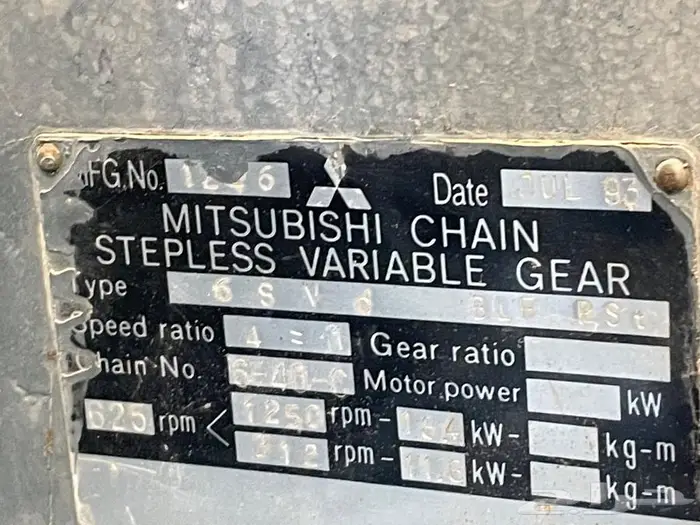 MFG.No. 1246 Date JUL 93
MITSUBISHI CHAIN
STEPLESS VARIABLE GEAR
Type 6 S V
Speed ratio 4 = 1 Gear ratio
Chain No. Motor power kW
625 rpm < 1250 rpm - kW - kg-m
312 rpm - kW - kg-m